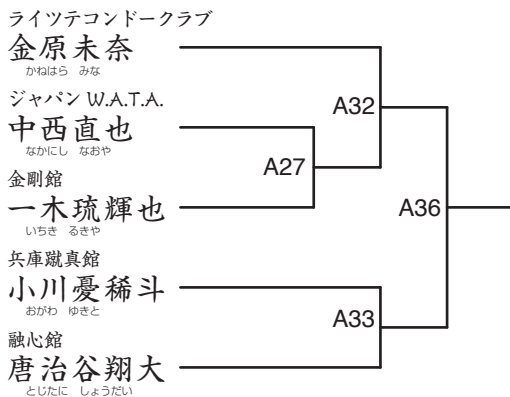 ライツテコンドークラブ
金原未奈
かねはら みな
A32
ジャパン W.A.T.A.
中西直也
なかにし なおや
A27
金剛館
一木琉輝也
いちき るきや
A36
兵庫蹴真館
小川憂稀斗
おがわ ゆきと
A33
融心館
唐治谷翔大
とじたに しょうだい